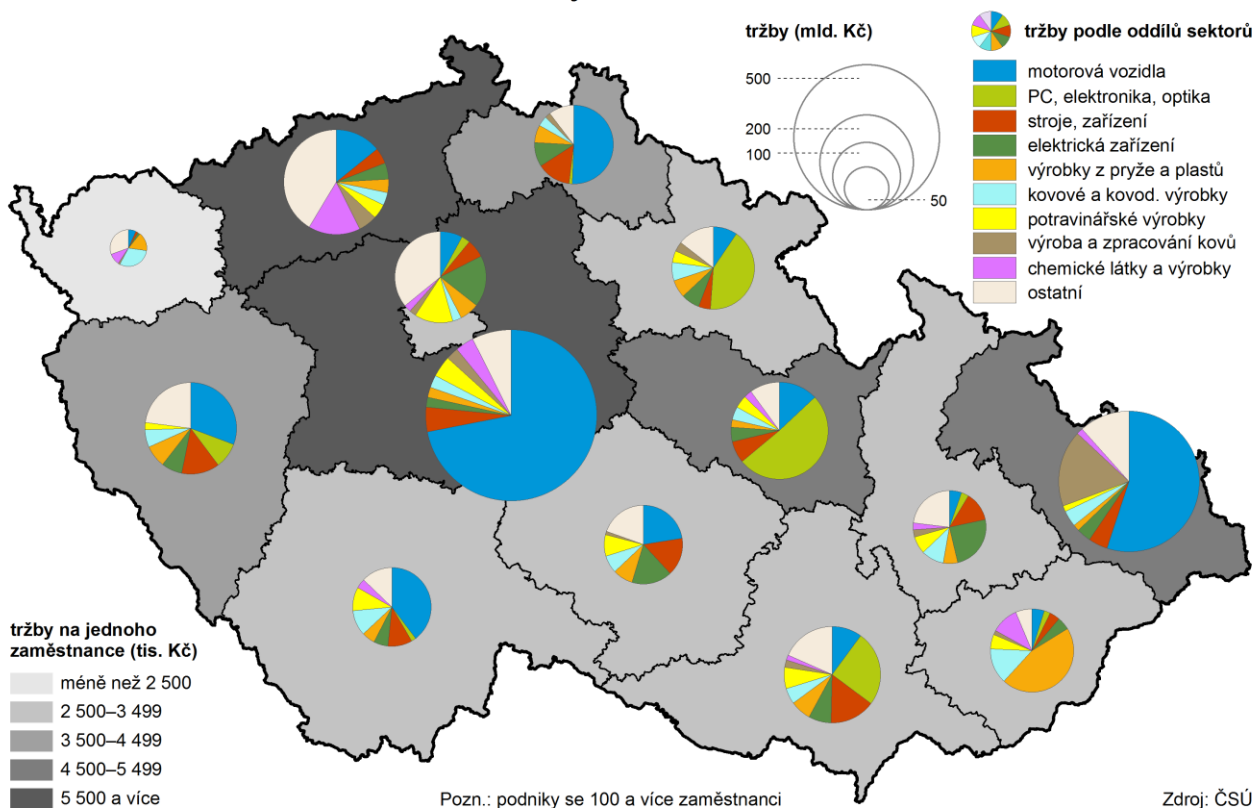 tržby (mld. Kč)
500
200
100
50
tržby podle oddílů sektorů
motorová vozidla
PC, elektronika, optika
stroje, zařízení
elektrická zařízení
výrobky z pryže a plastů
kovové a kovod. výrobky
potravinářské výrobky
výroba a zpracování kovů
chemické látky a výrobky
ostatní
tržby na jednoho
zaměstnance (tis. Kč)
méně než 2 500
2 500–3 499
3 500–4 499
4 500–5 499
5 500 a více
Pozn.: podniky se 100 a více zaměstnanci
Zdroj: ČSÚ